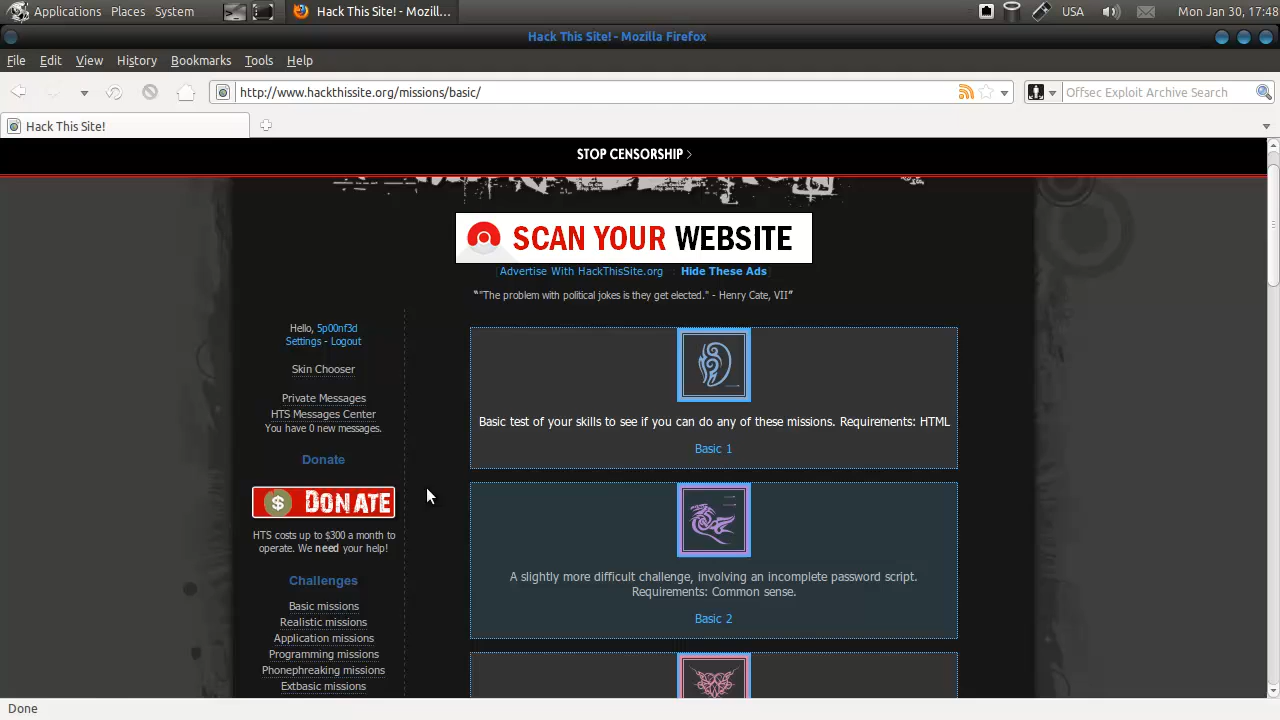 Applications Places System
Hack This Site! - Mozill...
USA
Mon Jan 30, 17:48
Hack This Site! - Mozilla Firefox
File Edit View History Bookmarks Tools Help
http://www.hackthissite.org/missions/basic/
Offsec Exploit Archive Search
Hack This Site!
STOP CENSORSHIP >
SCAN YOUR WEBSITE
Advertise With HackThisSite.org : Hide These Ads
“"The problem with political jokes is they get elected." - Henry Cate, VII”
Hello, 5p00nf3d
Settings - Logout
Skin Chooser
Private Messages
HTS Messages Center
You have 0 new messages.
Donate
$ DONATE
HTS costs up to $300 a month to
operate. We need your help!
Challenges
Basic missions
Realistic missions
Application missions
Programming missions
Phonephreaking missions
Extbasic missions
Basic test of your skills to see if you can do any of these missions. Requirements: HTML
Basic 1
A slightly more difficult challenge, involving an incomplete password script.
Requirements: Common sense.
Basic 2
Done